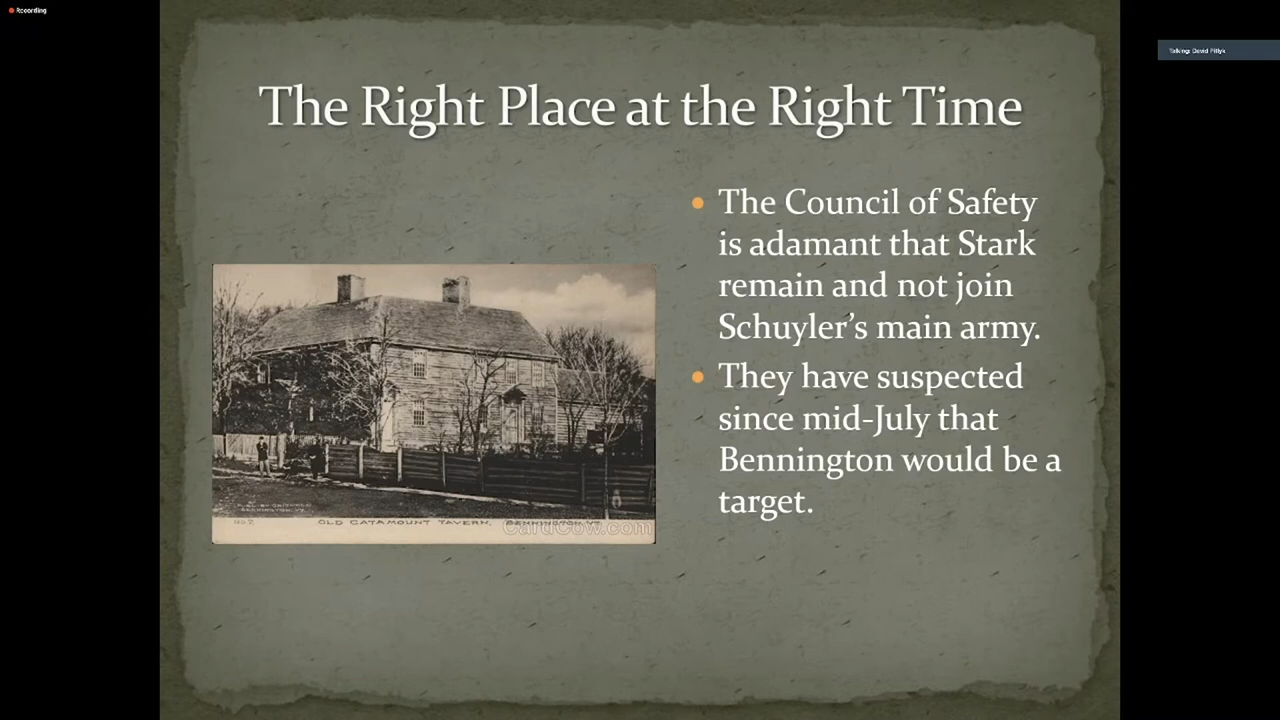 Recording
Talking: David Pitlyk
The Right Place at the Right Time
The Council of Safety
is adamant that Stark
remain and not join
Schuyler's main army.
They have suspected
since mid-July that
Bennington would be a
target.
No 2 OLD CATAMOUNT TAVERN, BENNINGTON, VT.
CardCow.com